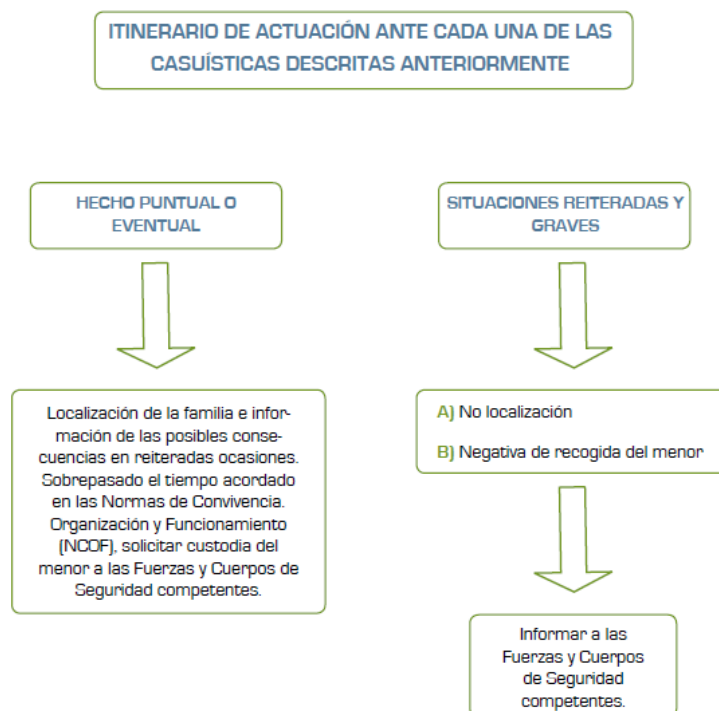 ITINERARIO DE ACTUACIÓN ANTE CADA UNA DE LAS
CASUÍSTICAS DESCRITAS ANTERIORMENTE
HECHO PUNTUAL O
EVENTUAL
Localización de la familia e infor-
mación de las posibles conse-
cuencias en reiteradas ocasiones.
Sobrepasado el tiempo acordado
en las Normas de Convivencia.
Organización y Funcionamiento
(NCOF), solicitar custodia del
menor a las Fuerzas y Cuerpos de
Seguridad competentes.
SITUACIONES REITERADAS Y
GRAVES
A) No localización
B) Negativa de recogida del menor
Informar a las
Fuerzas y Cuerpos
de Seguridad
competentes.